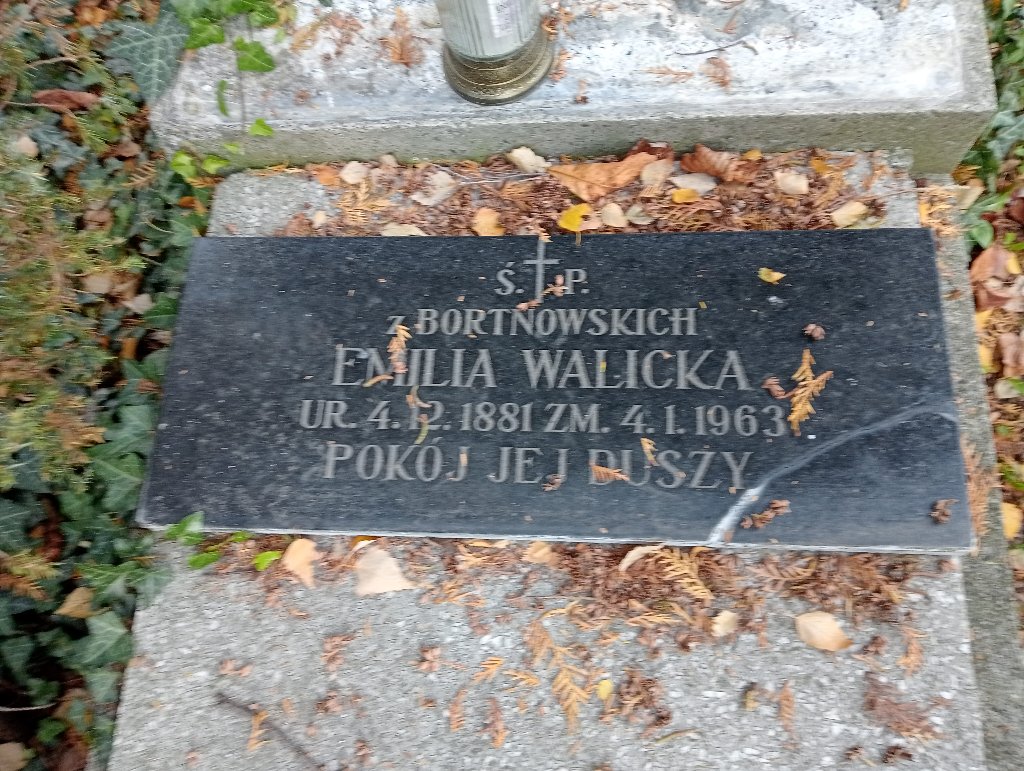 Ś. P.
z BORTNOWSKICH
EMILIA WALICKA
UR. 4.12.1881 ZM. 4.1.1963
POKÓJ JEJ DUSZY